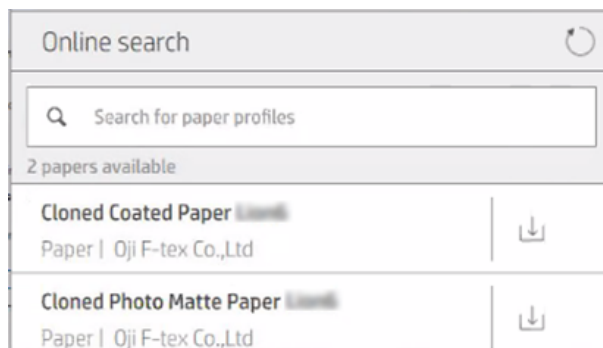 Online search
Search for paper profiles
2 papers available
Cloned Coated Paper
Paper | Oji F-tex Co.,Ltd
Cloned Photo Matte Paper
Paper | Oji F-tex Co.,Ltd